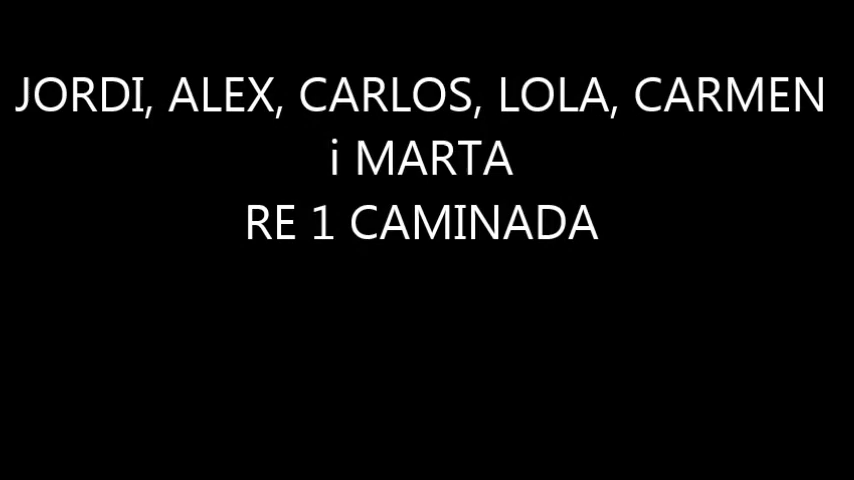 JORDI, ALEX, CARLOS, LOLA, CARMEN
i MARTA
RE 1 CAMINADA